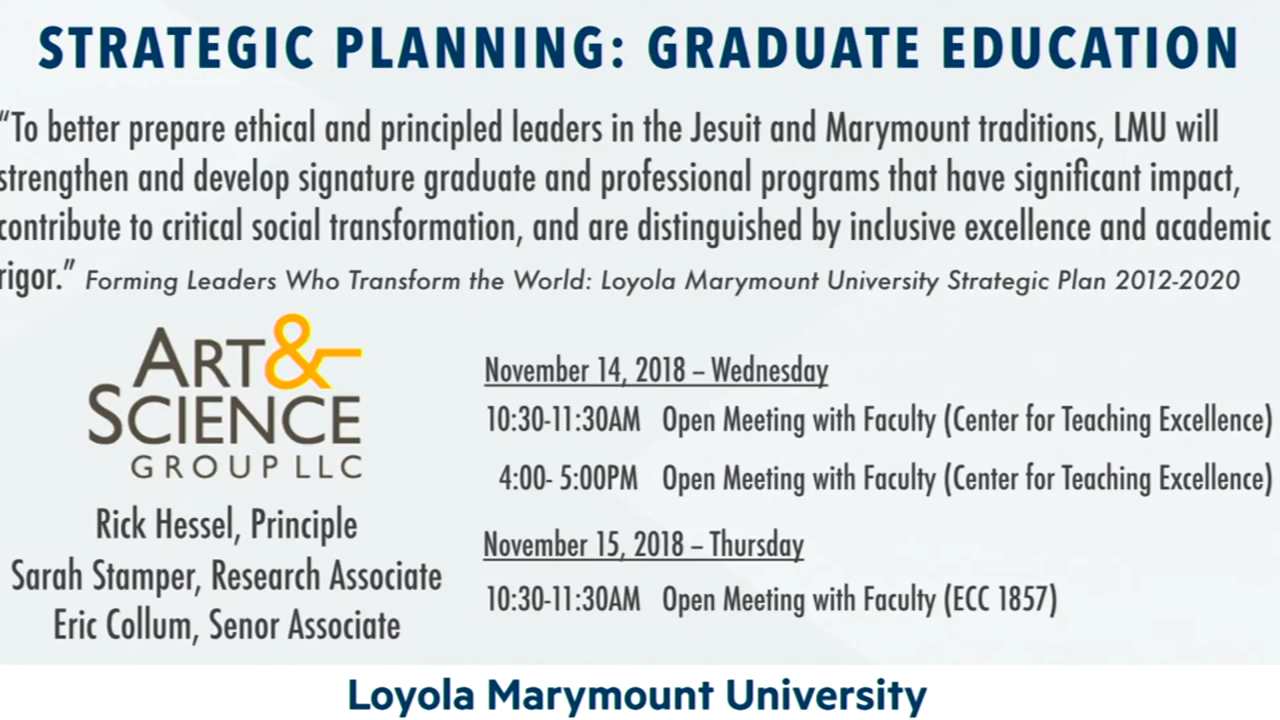 STRATEGIC PLANNING: GRADUATE EDUCATION
“To better prepare ethical and principled leaders in the Jesuit and Marymount traditions, LMU will
strengthen and develop signature graduate and professional programs that have significant impact,
contribute to critical social transformation, and are distinguished by inclusive excellence and academic
rigor.” Forming Leaders Who Transform the World: Loyola Marymount University Strategic Plan 2012-2020
ART&
SCIENCE
GROUP LLC
Rick Hessel, Principle
Sarah Stamper, Research Associate
Eric Collum, Senor Associate
November 14, 2018 – Wednesday
10:30-11:30AM Open Meeting with Faculty (Center for Teaching Excellence)
4:00- 5:00PM Open Meeting with Faculty (Center for Teaching Excellence)
November 15, 2018 – Thursday
10:30-11:30AM Open Meeting with Faculty (ECC 1857)
Loyola Marymount University